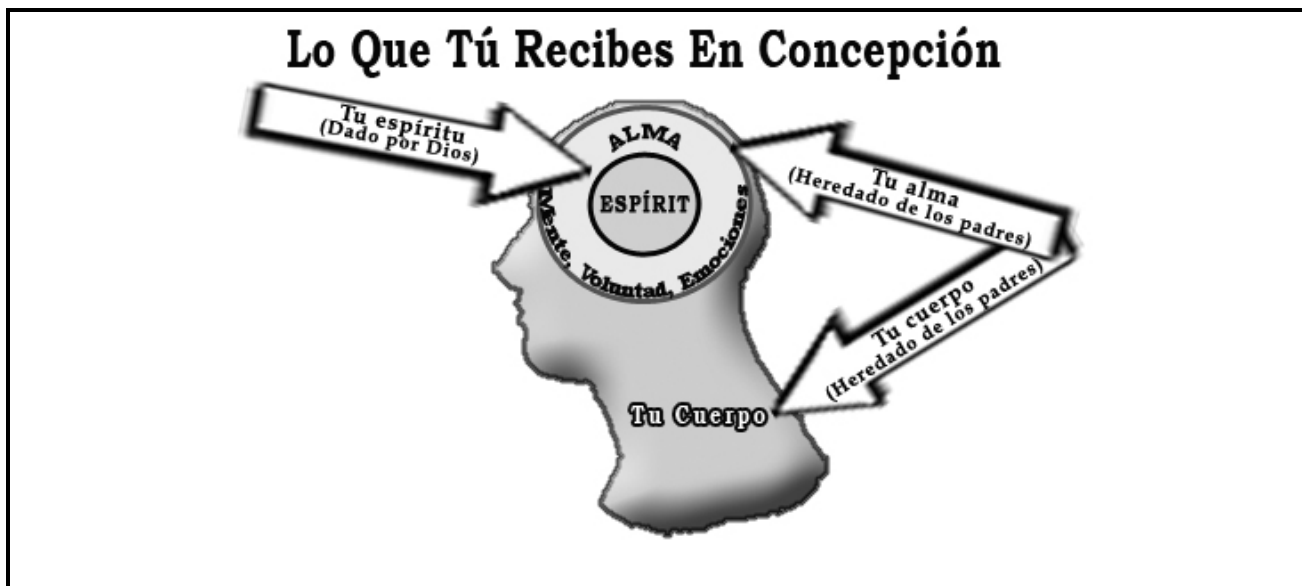 Lo Que Tú Recibes En Concepción
Tu espíritu
(Dado por Dios)
ALMA
ESPÍRIT
Mente, Voluntad, Emociones
Tu alma
(Heredado de los padres)
Tu cuerpo
(Heredado de los padres)
Tu Cuerpo